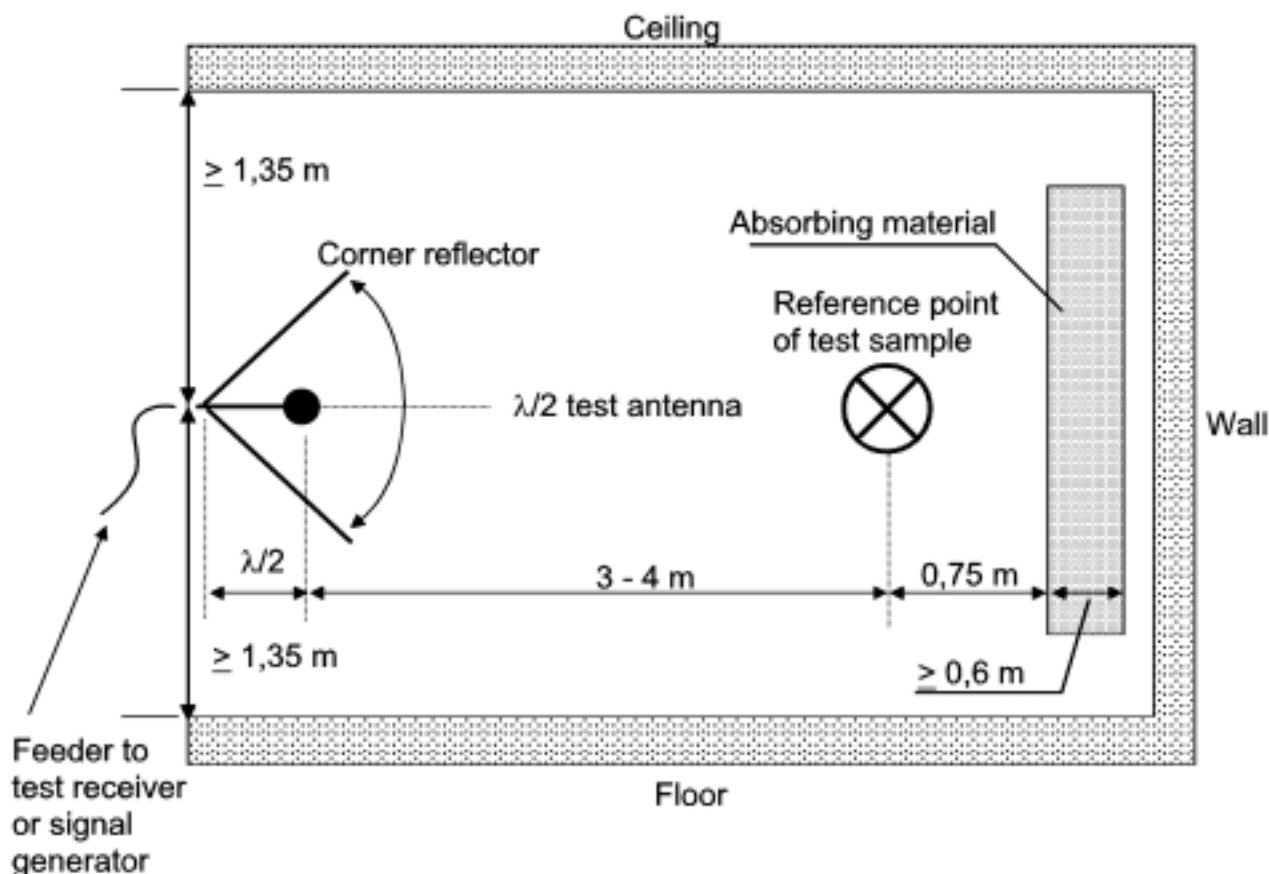 Ceiling
≥ 1,35 m
Corner reflector
Absorbing material
Reference point
of test sample
λ/2 test antenna
Wall
λ/2
3 - 4 m
0,75 m
≥ 1,35 m
≥ 0,6 m
Feeder to
test receiver
or signal
generator
Floor